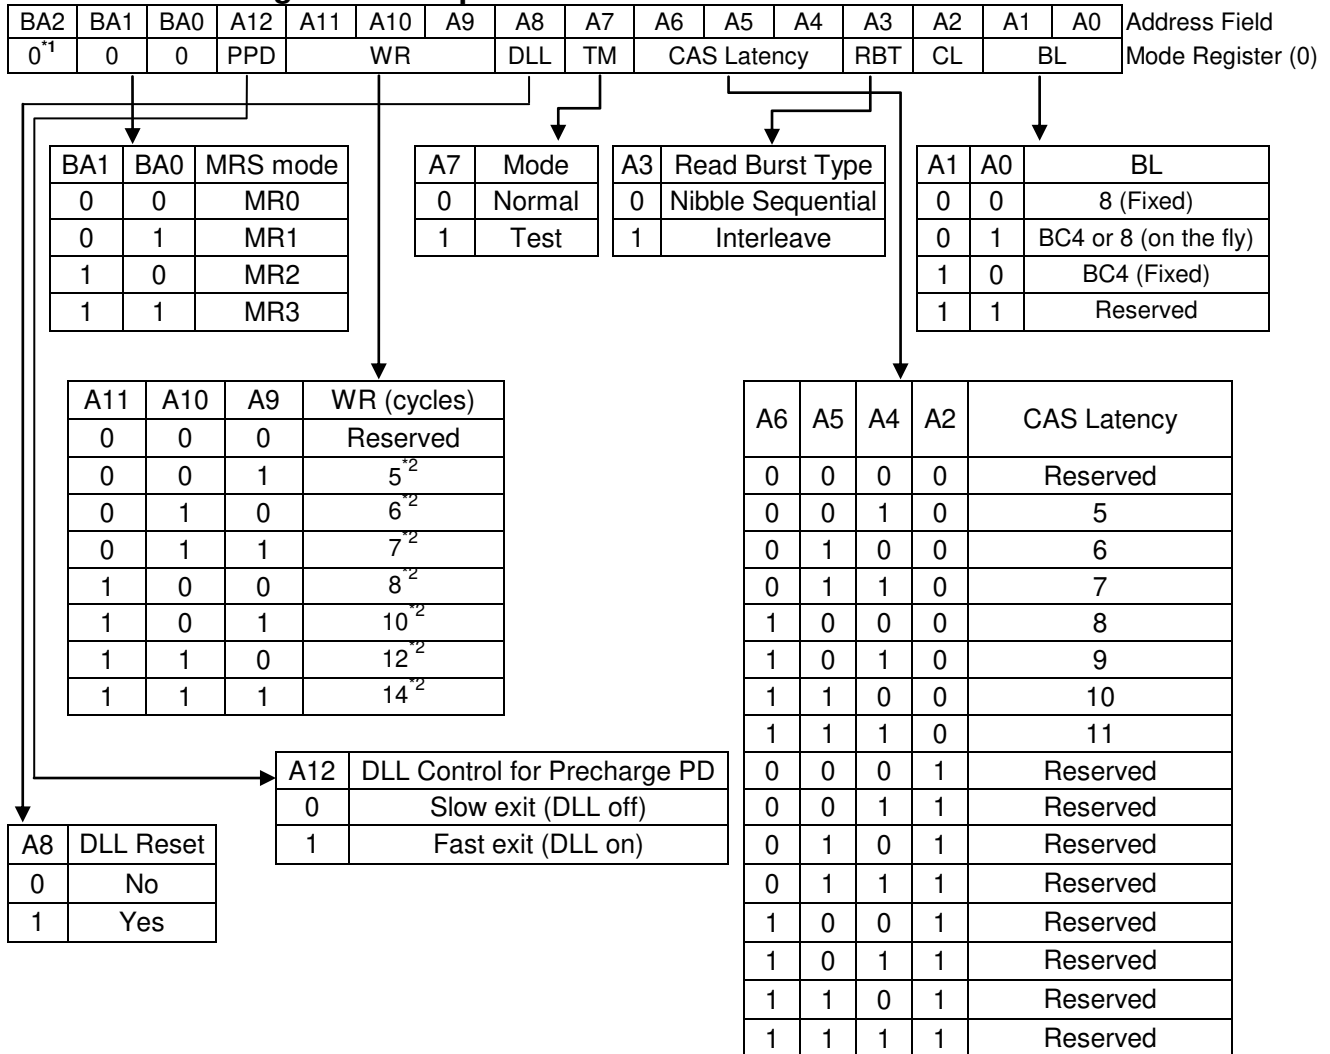 BA2 BA1 BA0 A12 A11 A10 A9 A8 A7 A6 A5 A4 A3 A2 A1 A0 Address Field
0*1 0 0 PPD WR DLL TM CAS Latency RBT CL BL Mode Register (0)
BA1 BA0 MRS mode
0 0 MR0
0 1 MR1
1 0 MR2
1 1 MR3
A7 Mode
0 Normal
1 Test
A3 Read Burst Type
0 Nibble Sequential
1 Interleave
A1 A0 BL
0 0 8 (Fixed)
0 1 BC4 or 8 (on the fly)
1 0 BC4 (Fixed)
1 1 Reserved
A11 A10 A9 WR (cycles)
0 0 0 Reserved
0 0 1 5*2
0 1 0 6*2
0 1 1 7*2
1 0 0 8*2
1 0 1 10*2
1 1 0 12*2
1 1 1 14*2
A6 A5 A4 A2 CAS Latency
0 0 0 0 Reserved
0 0 1 0 5
0 1 0 0 6
0 1 1 0 7
1 0 0 0 8
1 0 1 0 9
1 1 0 0 10
1 1 1 0 11
0 0 0 1 Reserved
0 0 1 1 Reserved
0 1 0 1 Reserved
0 1 1 1 Reserved
1 0 0 1 Reserved
1 0 1 1 Reserved
1 1 0 1 Reserved
1 1 1 1 Reserved
A12 DLL Control for Precharge PD
0 Slow exit (DLL off)
1 Fast exit (DLL on)
A8 DLL Reset
0 No
1 Yes